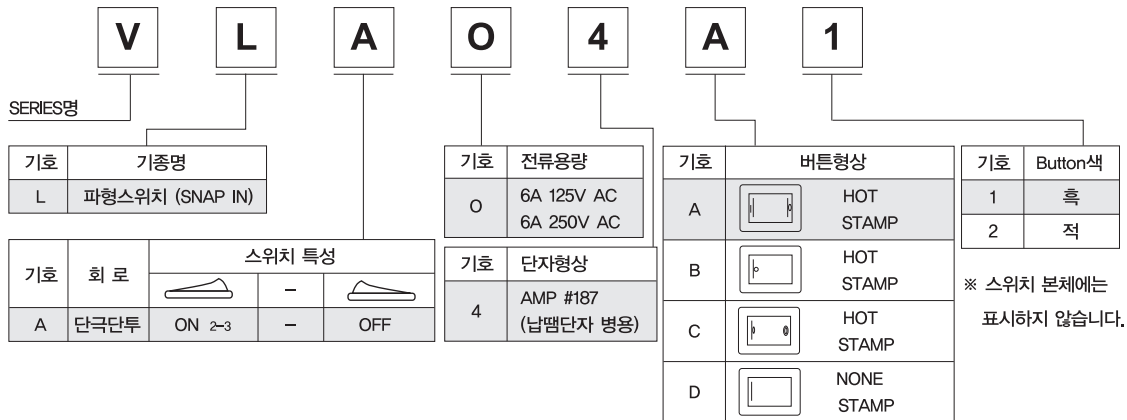 V L A O 4 A 1
SERIES명
기호 기종명
L 파형스위치 (SNAP IN)
기호 회 로 스위치 특성
–
A 단극단투 ON 2-3 – OFF
기호 전류용량
O 6A 125V AC
6A 250V AC
기호 단자형상
4 AMP #187
(납땜단자 병용)
기호 버튼형상
A HOT
STAMP
B HOT
STAMP
C HOT
STAMP
D NONE
STAMP
기호 Button색
1 흑
2 적
※ 스위치 본체에는
표시하지 않습니다.